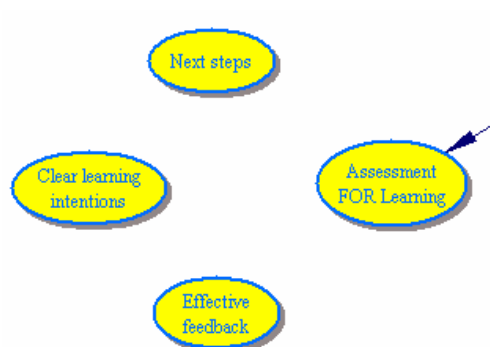 Next steps
Clear learning
intentions
Assessment
FOR Learning
Effective
feedback